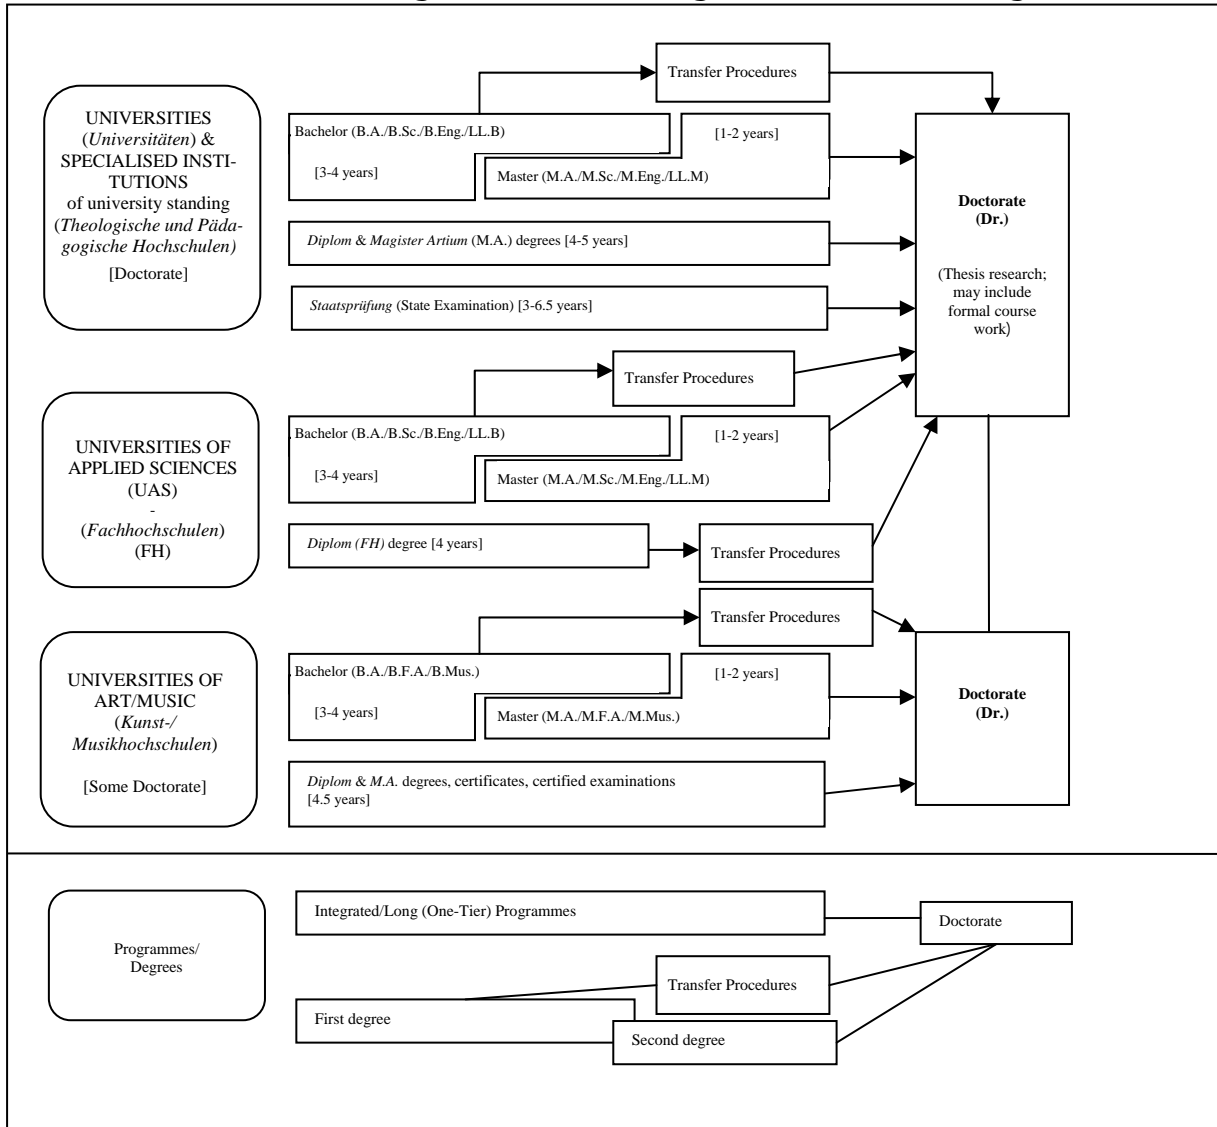 Transfer Procedures
UNIVERSITIES
(Universitäten) &
SPECIALISED INSTI-
TUTIONS
of university standing
(Theologische und Päda-
gogische Hochschulen)
[Doctorate]
Bachelor (B.A./B.Sc./B.Eng./LL.B)
[3-4 years]
[1-2 years]
Master (M.A./M.Sc./M.Eng./LL.M)
Diplom & Magister Artium (M.A.) degrees [4-5 years]
Staatsprüfung (State Examination) [3-6.5 years]
Doctorate
(Dr.)
(Thesis research;
may include
formal course
work)
Transfer Procedures
UNIVERSITIES OF
APPLIED SCIENCES
(UAS)
-
(Fachhochschulen)
(FH)
Bachelor (B.A./B.Sc./B.Eng./LL.B)
[3-4 years]
[1-2 years]
Master (M.A./M.Sc./M.Eng./LL.M)
Diplom (FH) degree [4 years]
Transfer Procedures
Transfer Procedures
UNIVERSITIES OF
ART/MUSIC
(Kunst-/
Musikhochschulen)
[Some Doctorate]
Bachelor (B.A./B.F.A./B.Mus.)
[3-4 years]
[1-2 years]
Master (M.A./M.F.A./M.Mus.)
Diplom & M.A. degrees, certificates, certified examinations
[4.5 years]
Doctorate
(Dr.)
Programmes/
Degrees
Integrated/Long (One-Tier) Programmes
Doctorate
Transfer Procedures
First degree
Second degree